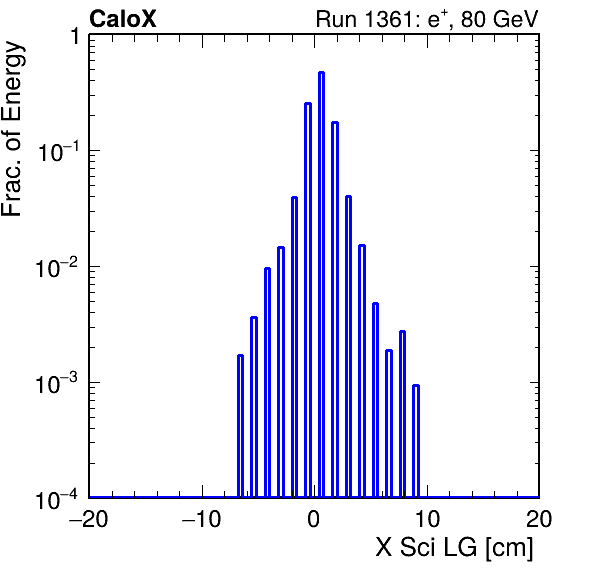 CaloX Run 1361: e⁺, 80 GeV
Frac. of Energy
1
10⁻¹
10⁻²
10⁻³
10⁻⁴
−20 −10 0 10 20
X Sci LG [cm]